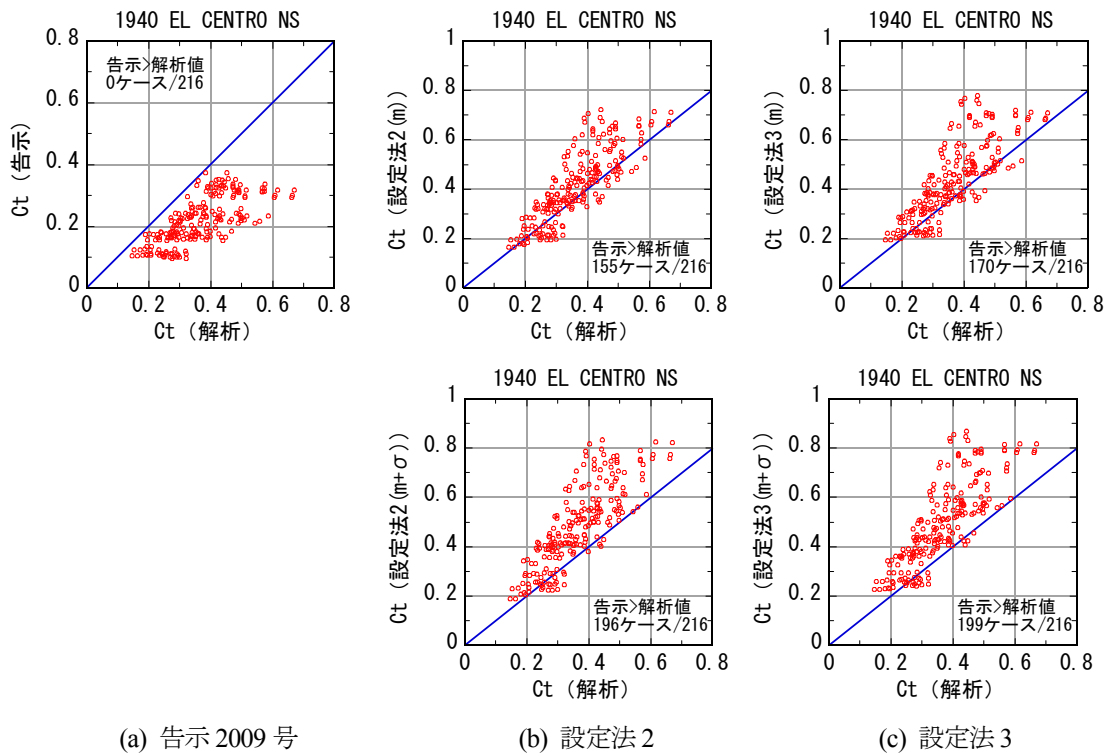 1940 EL CENTRO NS
Ct (告示)
0.8
0.6
0.4
0.2
0
告示>解析値
0ケース/216
0 0.2 0.4 0.6 0.8
Ct (解析)
1940 EL CENTRO NS
Ct (設定法2(m))
1
0.8
0.6
0.4
0.2
0
告示>解析値
155ケース/216
0 0.2 0.4 0.6 0.8
Ct (解析)
1940 EL CENTRO NS
Ct (設定法3(m))
1
0.8
0.6
0.4
0.2
0
告示>解析値
170ケース/216
0 0.2 0.4 0.6 0.8
Ct (解析)
1940 EL CENTRO NS
Ct (設定法2(m+σ))
1
0.8
0.6
0.4
0.2
0
告示>解析値
196ケース/216
0 0.2 0.4 0.6 0.8
Ct (解析)
1940 EL CENTRO NS
Ct (設定法3(m+σ))
1
0.8
0.6
0.4
0.2
0
告示>解析値
199ケース/216
0 0.2 0.4 0.6 0.8
Ct (解析)
(a) 告示 2009 号
(b) 設定法 2
(c) 設定法 3